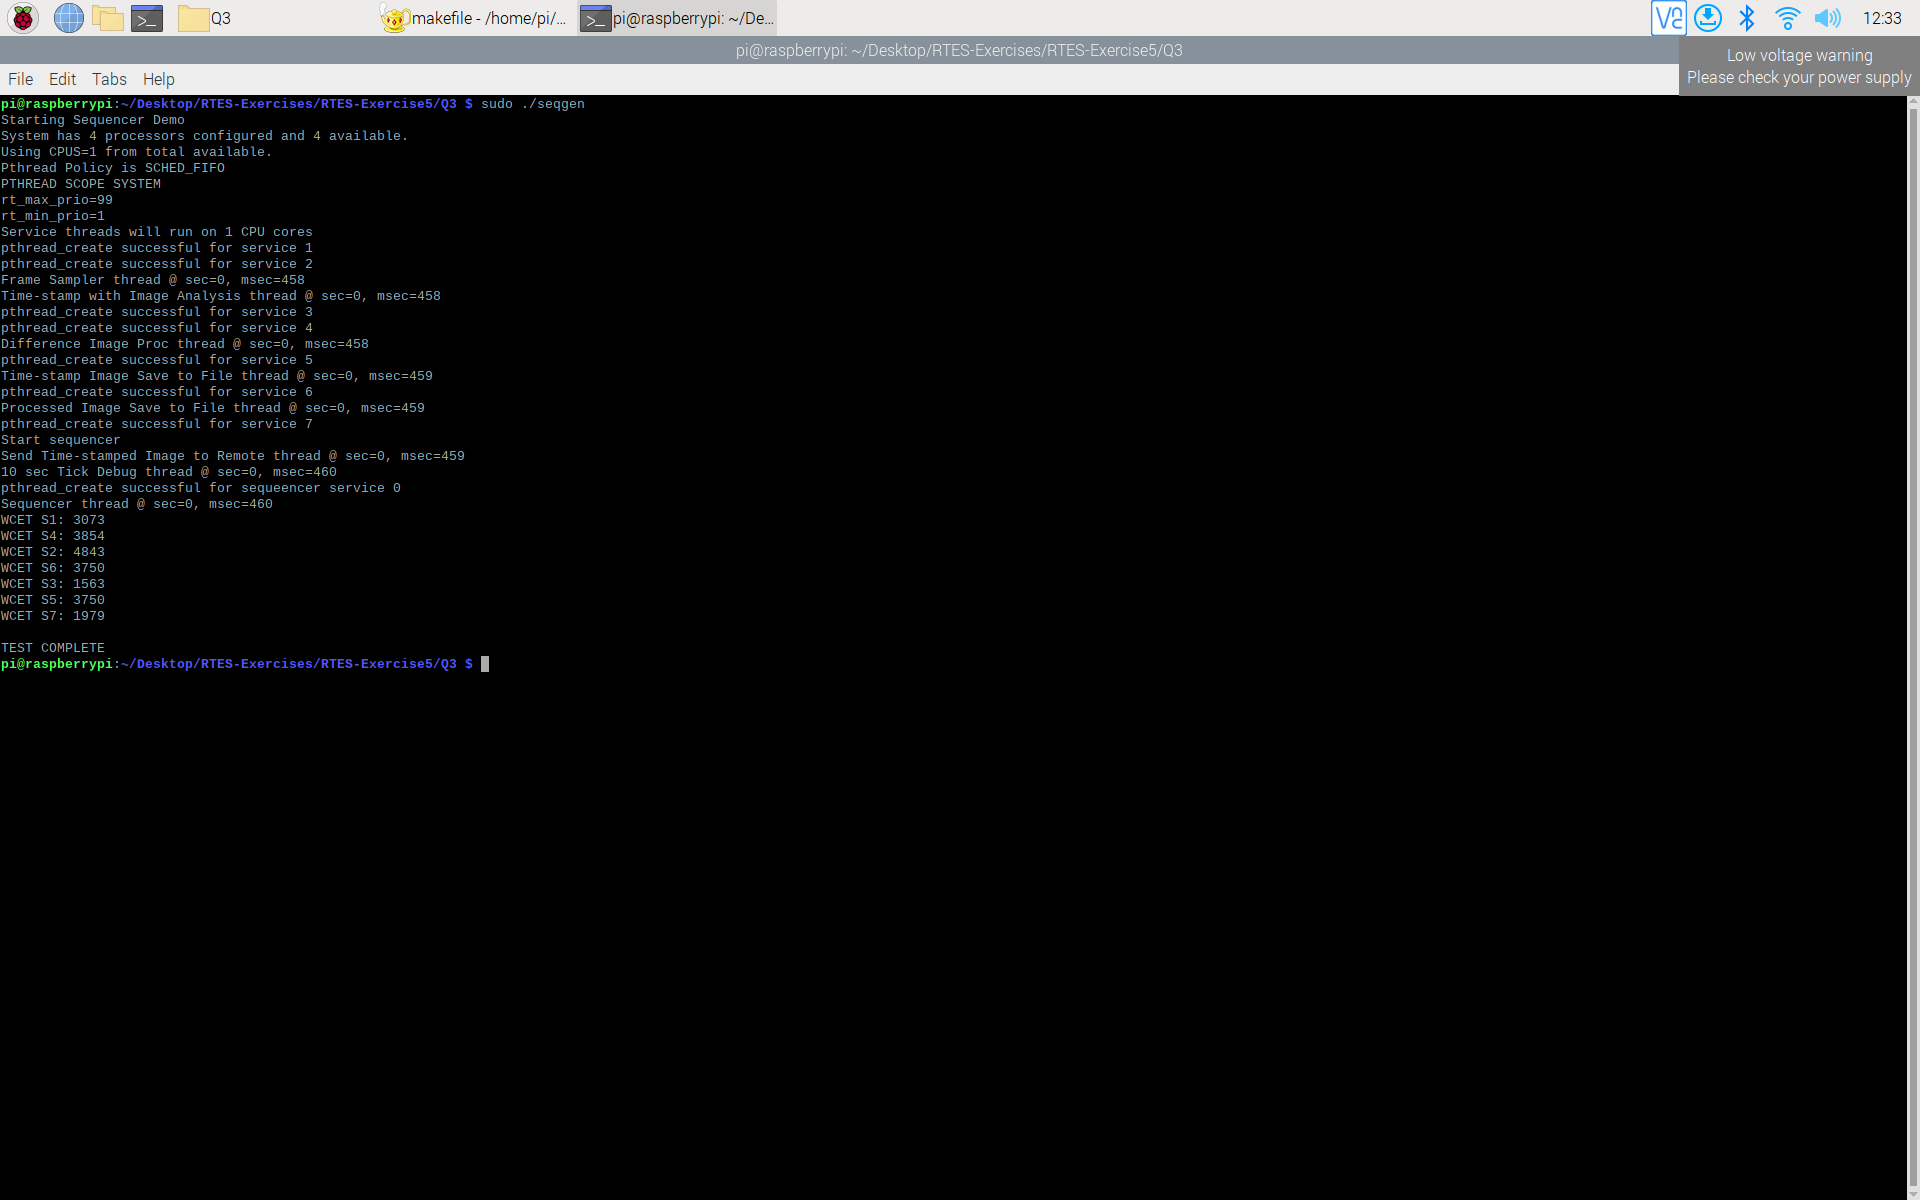 Q3
makefile - /home/pi/...
pi@raspberrypi: ~/De...
12:33
pi@raspberrypi: ~/Desktop/RTES-Exercises/RTES-Exercise5/Q3
Low voltage warning
Please check your power supply
File Edit Tabs Help
pi@raspberrypi:~/Desktop/RTES-Exercises/RTES-Exercise5/Q3 $ sudo ./seqgen
Starting Sequencer Demo
System has 4 processors configured and 4 available.
Using CPUS=1 from total available.
Pthread Policy is SCHED_FIFO
PTHREAD SCOPE SYSTEM
rt_max_prio=99
rt_min_prio=1
Service threads will run on 1 CPU cores
pthread_create successful for service 1
pthread_create successful for service 2
Frame Sampler thread @ sec=0, msec=458
Time-stamp with Image Analysis thread @ sec=0, msec=458
pthread_create successful for service 3
pthread_create successful for service 4
Difference Image Proc thread @ sec=0, msec=458
pthread_create successful for service 5
Time-stamp Image Save to File thread @ sec=0, msec=459
pthread_create successful for service 6
Processed Image Save to File thread @ sec=0, msec=459
pthread_create successful for service 7
Start sequencer
Send Time-stamped Image to Remote thread @ sec=0, msec=459
10 sec Tick Debug thread @ sec=0, msec=460
pthread_create successful for sequeencer service 0
Sequencer thread @ sec=0, msec=460
WCET S1: 3073
WCET S4: 3854
WCET S2: 4843
WCET S6: 3750
WCET S3: 1563
WCET S5: 3750
WCET S7: 1979
TEST COMPLETE
pi@raspberrypi:~/Desktop/RTES-Exercises/RTES-Exercise5/Q3 $